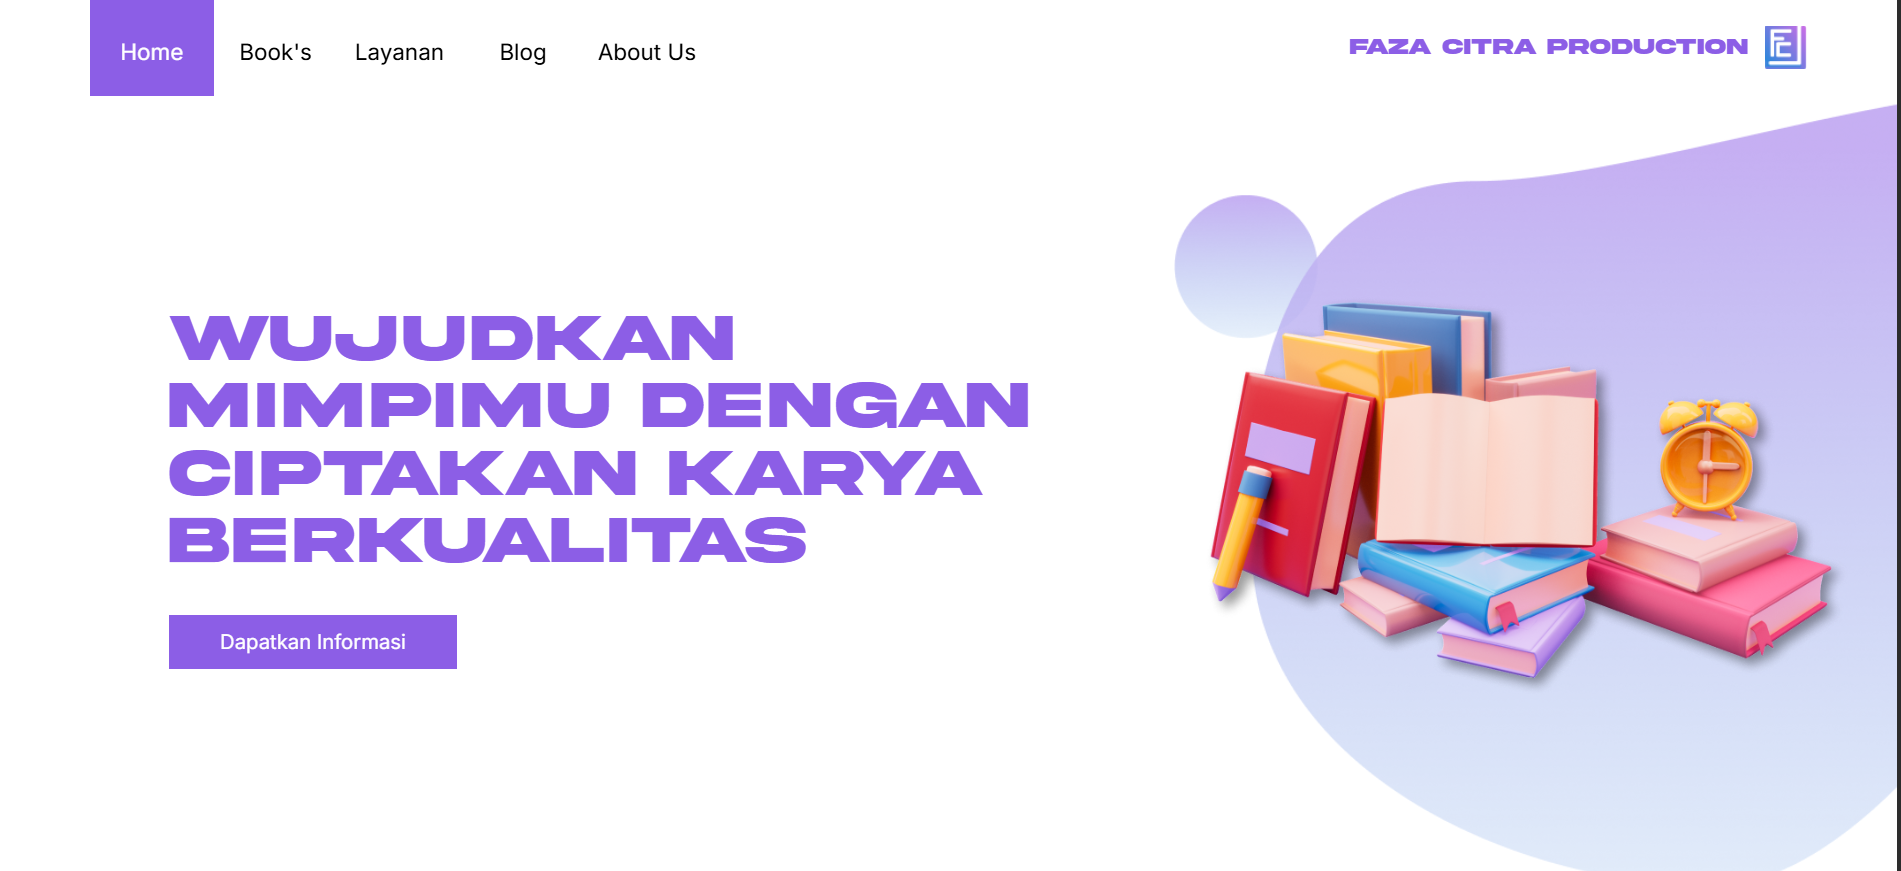 Home
Book's
Layanan
Blog
About Us
FAZA CITRA PRODUCTION
WUJUDKAN
MIMPIMU DENGAN
CIPTAKAN KARYA
BERKUALITAS
Dapatkan Informasi